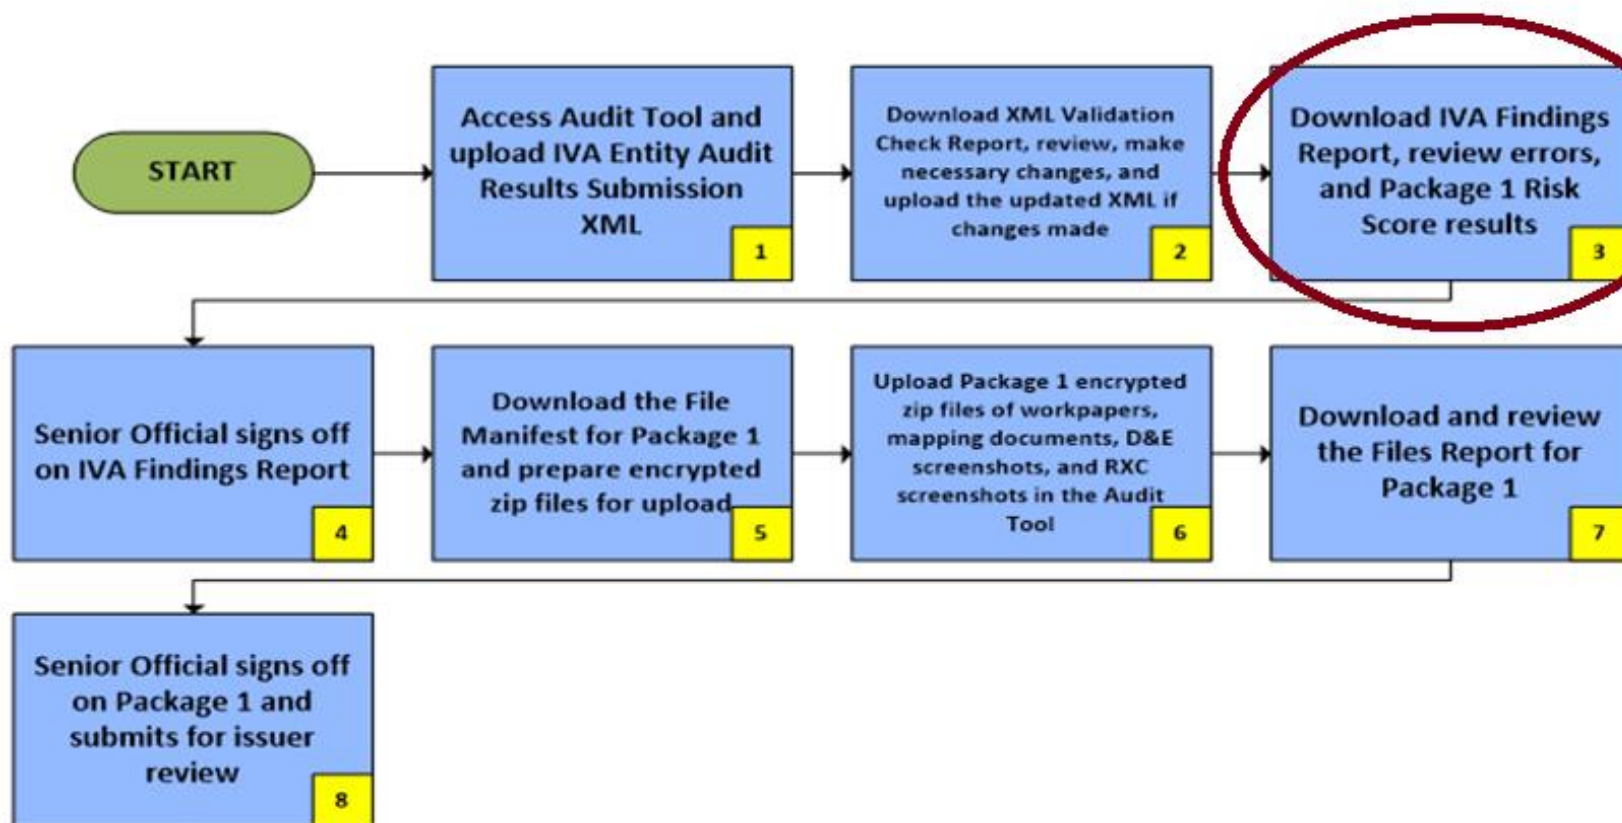 START
Access Audit Tool and
upload IVA Entity Audit
Results Submission
XML
1
Download XML Validation
Check Report, review, make
necessary changes, and
upload the updated XML if
changes made
2
Download IVA Findings
Report, review errors,
and Package 1 Risk
Score results
3
Senior Official signs off
on IVA Findings Report
4
Download the File
Manifest for Package 1
and prepare encrypted
zip files for upload
5
Upload Package 1 encrypted
zip files of workpapers,
mapping documents, D&E
screenshots, and RXC
screenshots in the Audit
Tool
6
Download and review
the Files Report for
Package 1
7
Senior Official signs off
on Package 1 and
submits for issuer
review
8